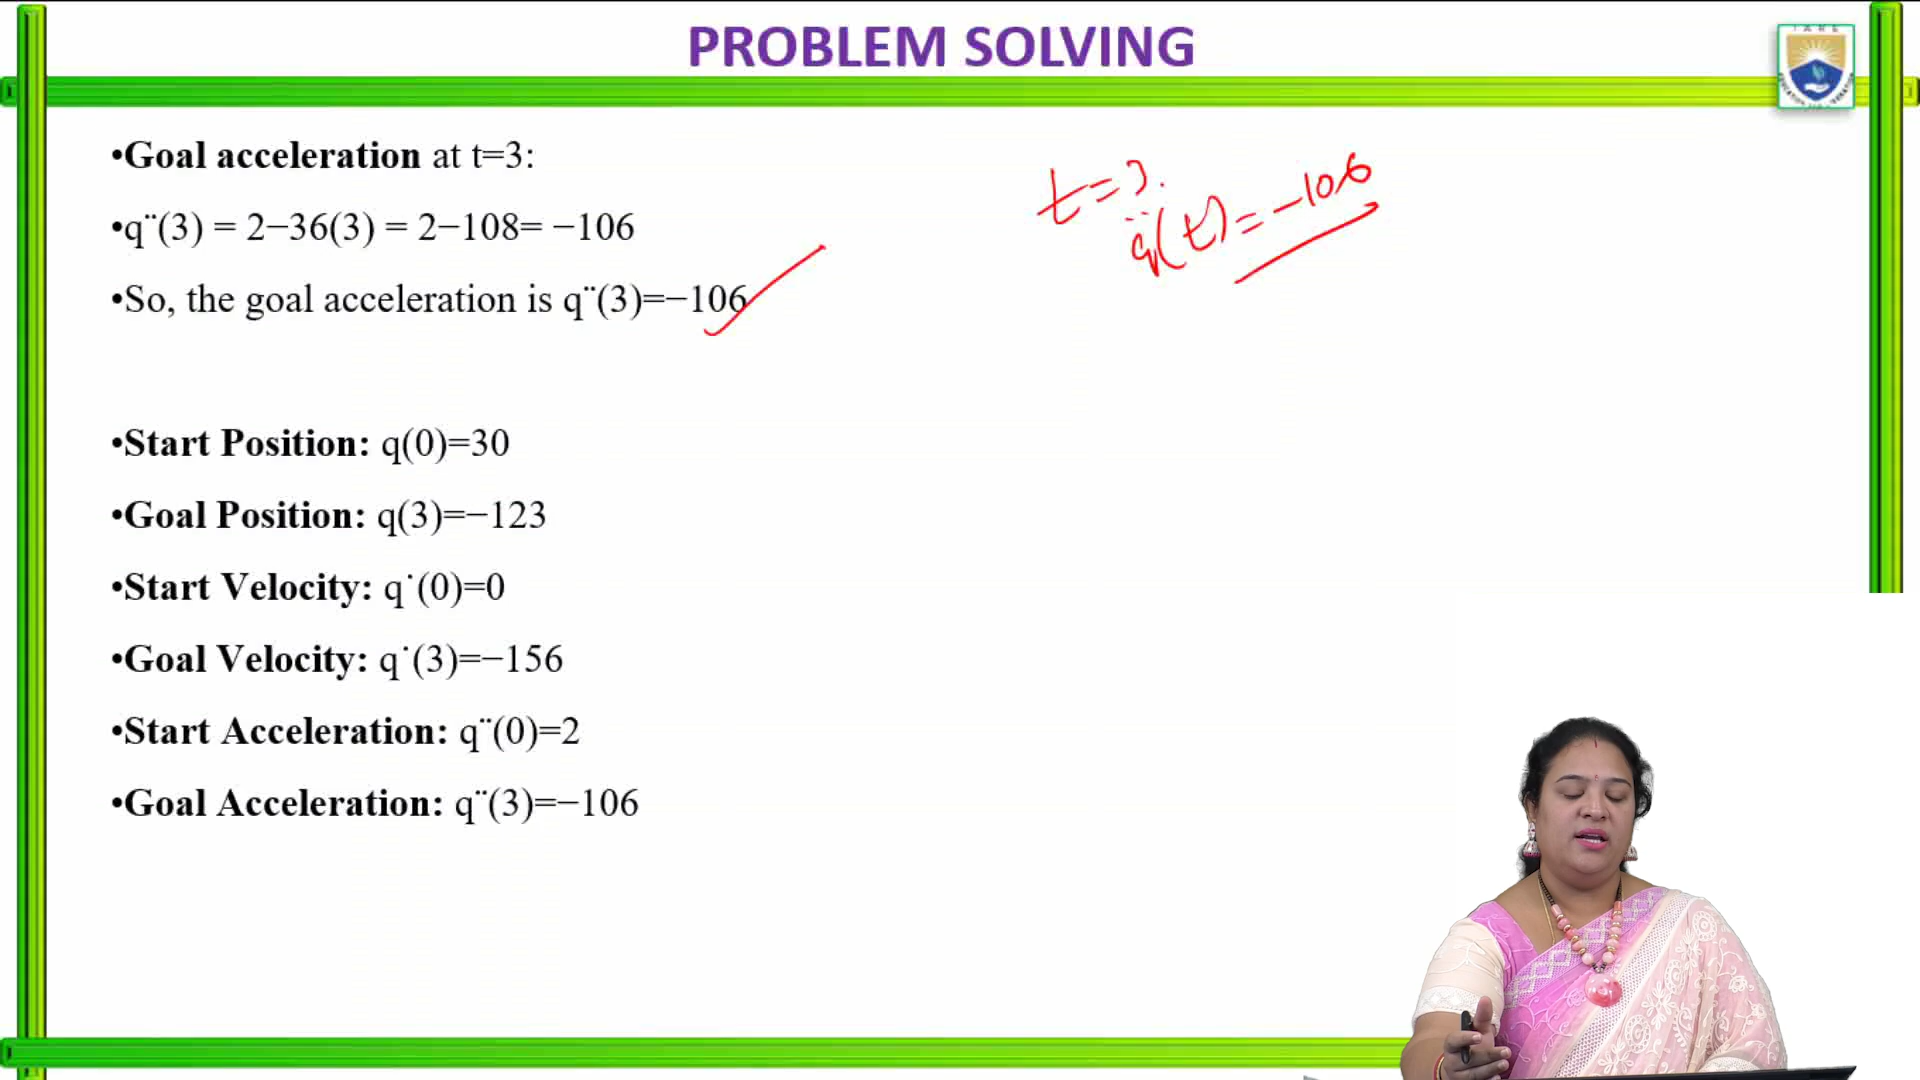 PROBLEM SOLVING
IARE
•Goal acceleration at t=3:
•q¨(3) = 2−36(3) = 2−108= −106
•So, the goal acceleration is q¨(3)=−106
t=3.
q̈(t)=-106
•Start Position: q(0)=30
•Goal Position: q(3)=−123
•Start Velocity: q˙(0)=0
•Goal Velocity: q˙(3)=−156
•Start Acceleration: q¨(0)=2
•Goal Acceleration: q¨(3)=−106